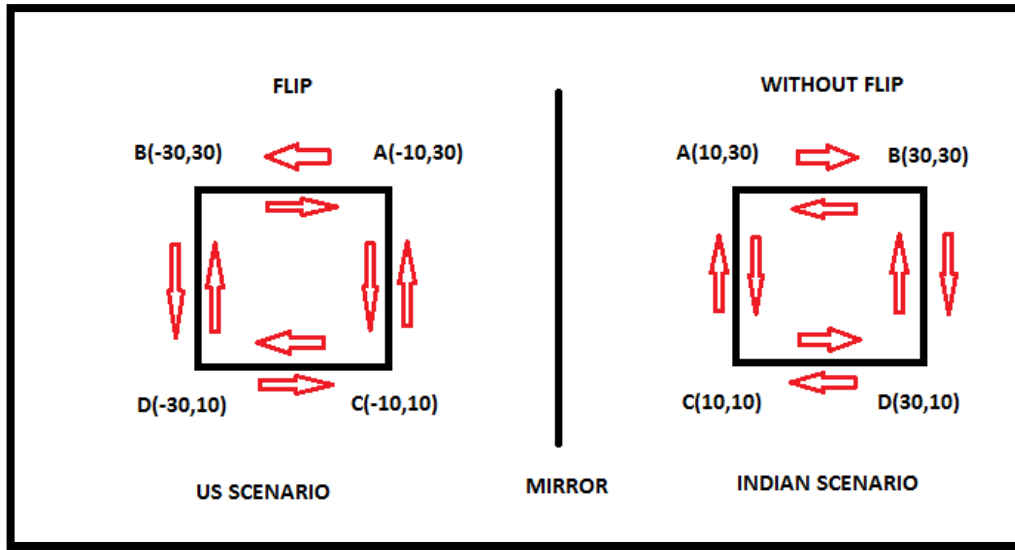 FLIP
WITHOUT FLIP
B(-30,30)
A(-10,30)
A(10,30)
B(30,30)
D(-30,10)
C(-10,10)
C(10,10)
D(30,10)
US SCENARIO
MIRROR
INDIAN SCENARIO